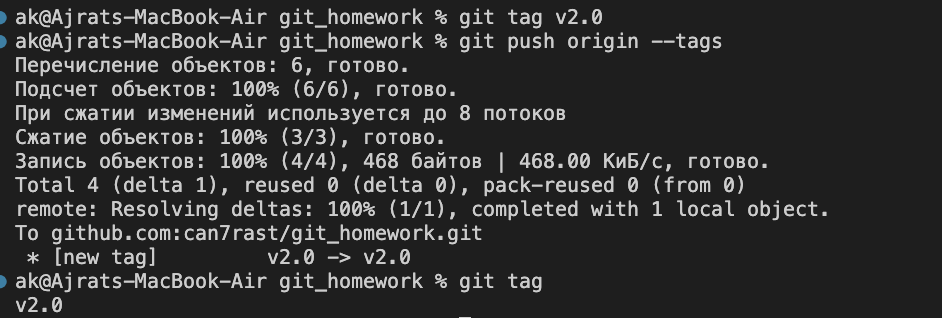 ak@Ajrats-MacBook-Air git_homework % git tag v2.0
ak@Ajrats-MacBook-Air git_homework % git push origin --tags
Перечисление объектов: 6, готово.
Подсчет объектов: 100% (6/6), готово.
При сжатии изменений используется до 8 потоков
Сжатие объектов: 100% (3/3), готово.
Запись объектов: 100% (4/4), 468 байтов | 468.00 КиБ/с, готово.
Total 4 (delta 1), reused 0 (delta 0), pack-reused 0 (from 0)
remote: Resolving deltas: 100% (1/1), completed with 1 local object.
To github.com:can7rast/git_homework.git
 * [new tag]         v2.0 -> v2.0
ak@Ajrats-MacBook-Air git_homework % git tag
v2.0